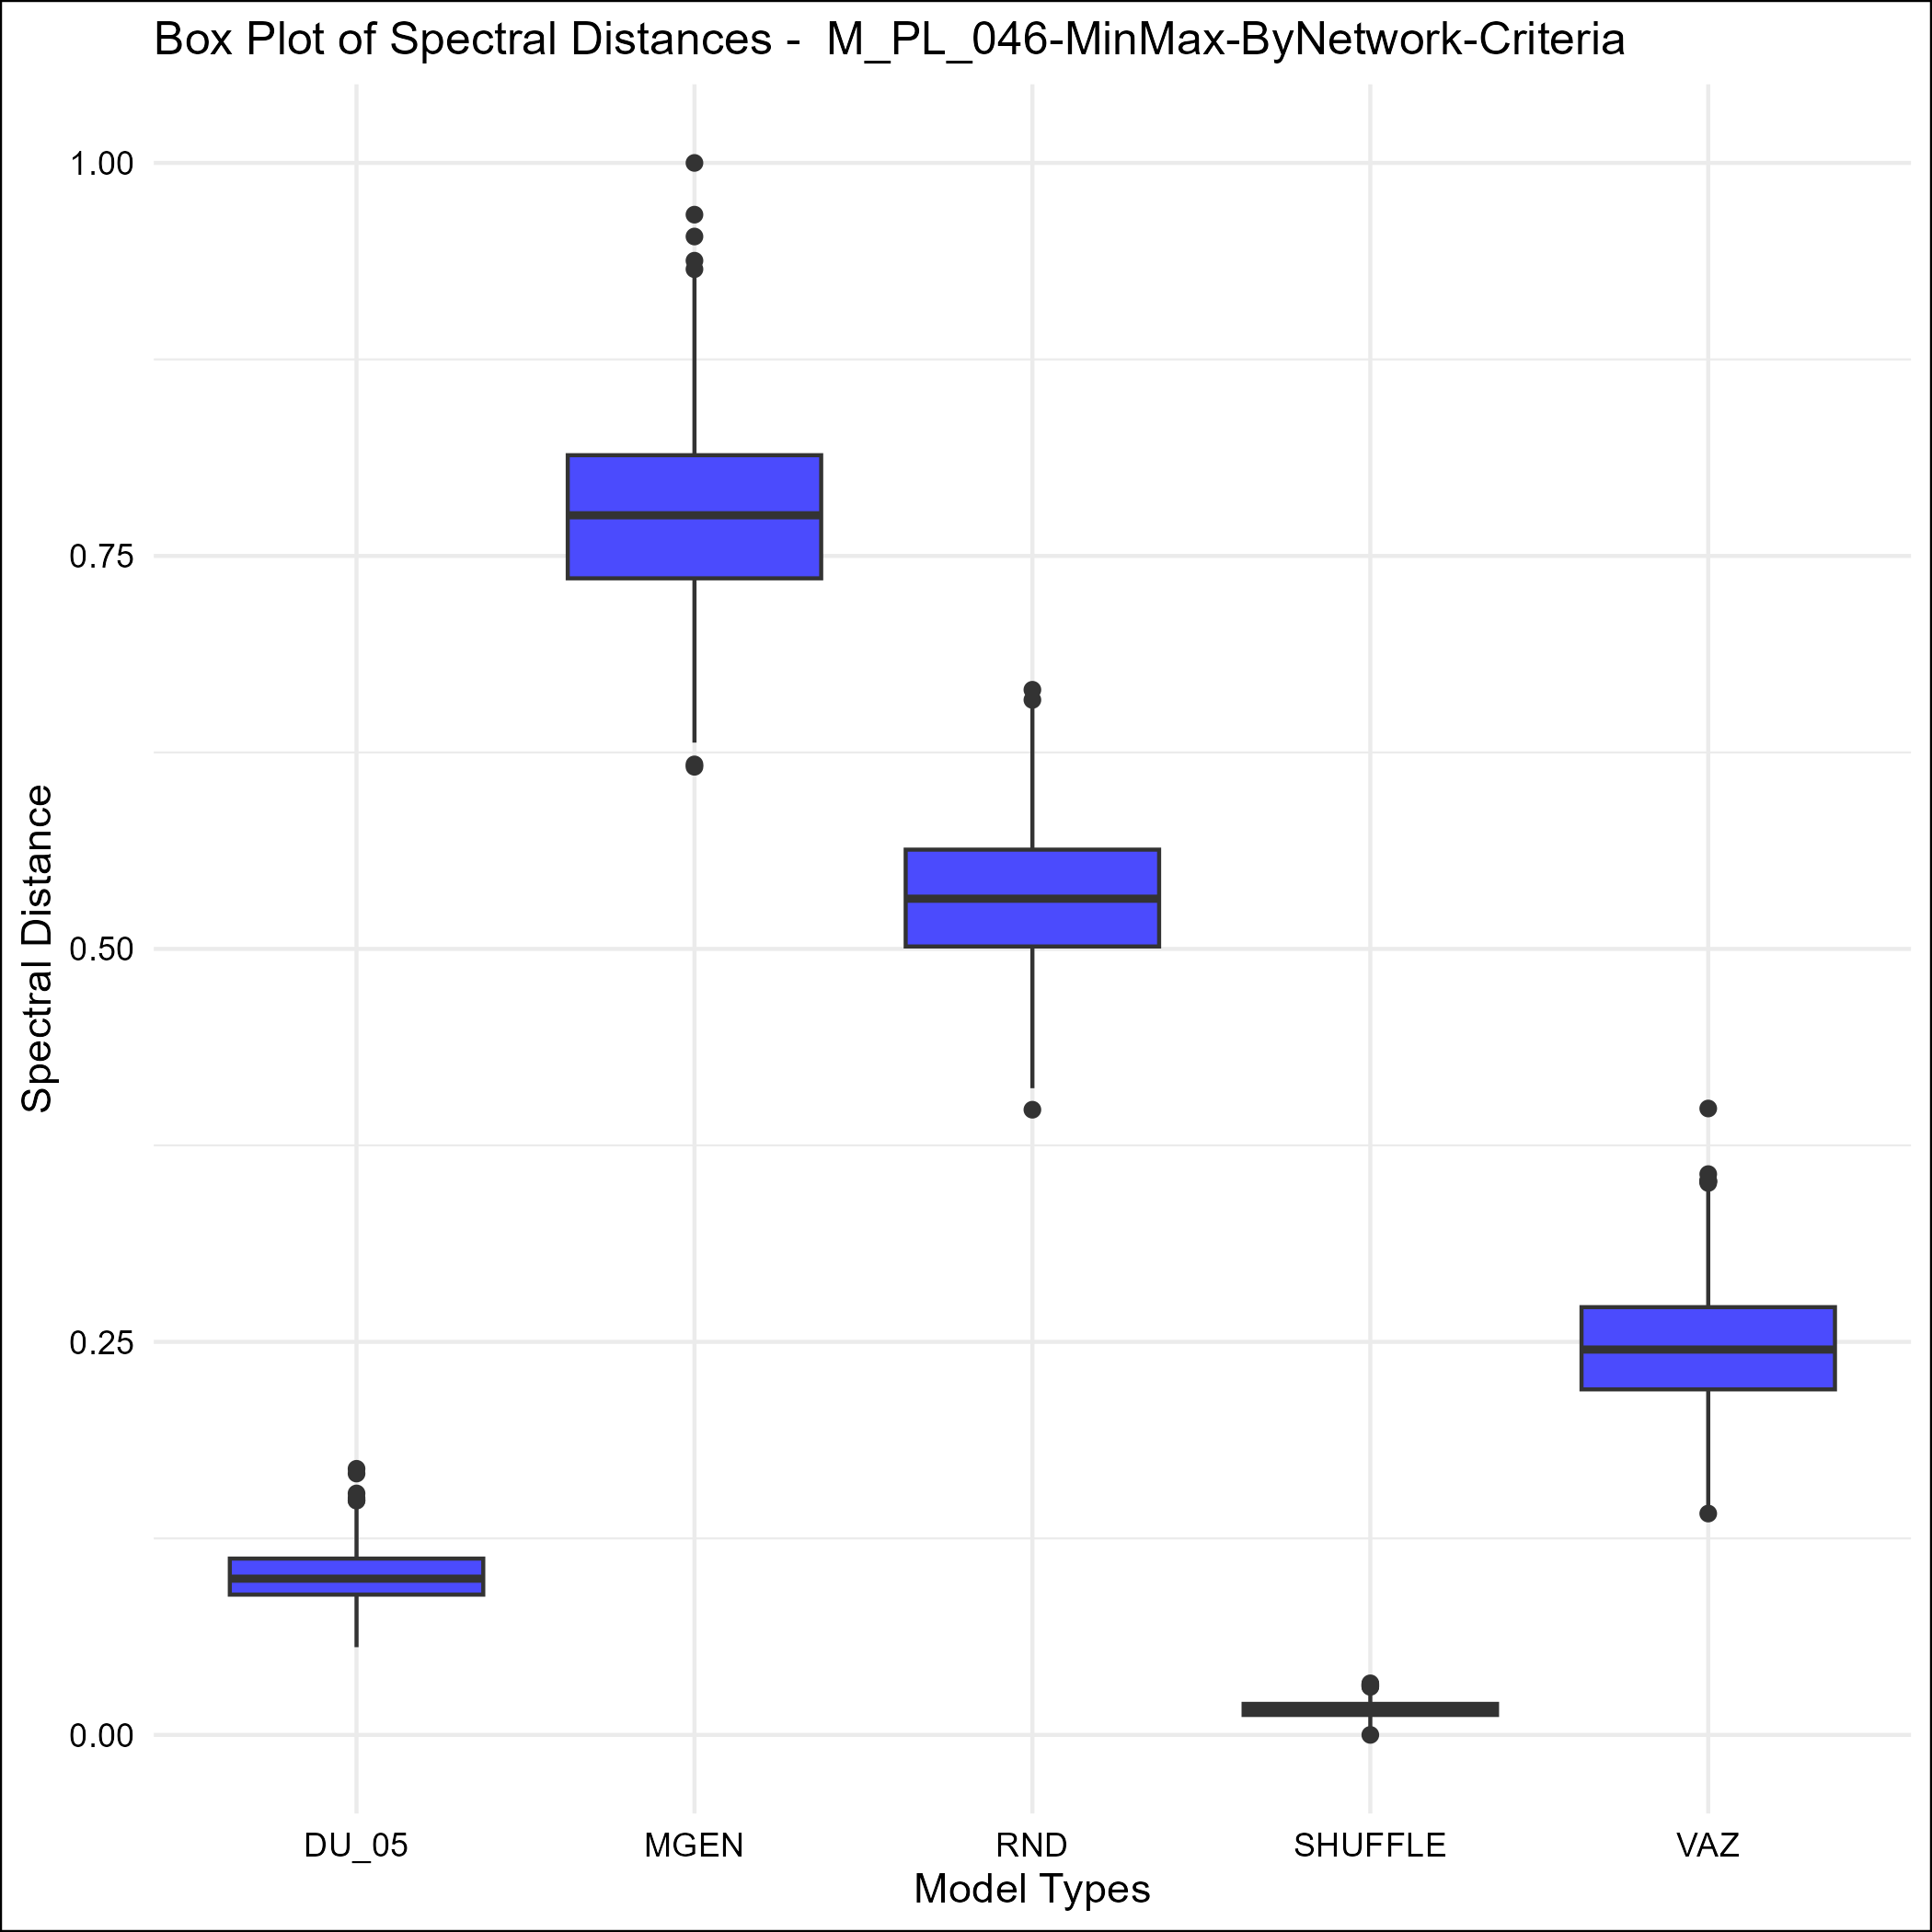 Box Plot of Spectral Distances -  M_PL_046-MinMax-ByNetwork-Criteria
1.00
0.75
0.50
0.25
0.00
Spectral Distance
DU_05
MGEN
RND
SHUFFLE
VAZ
Model Types